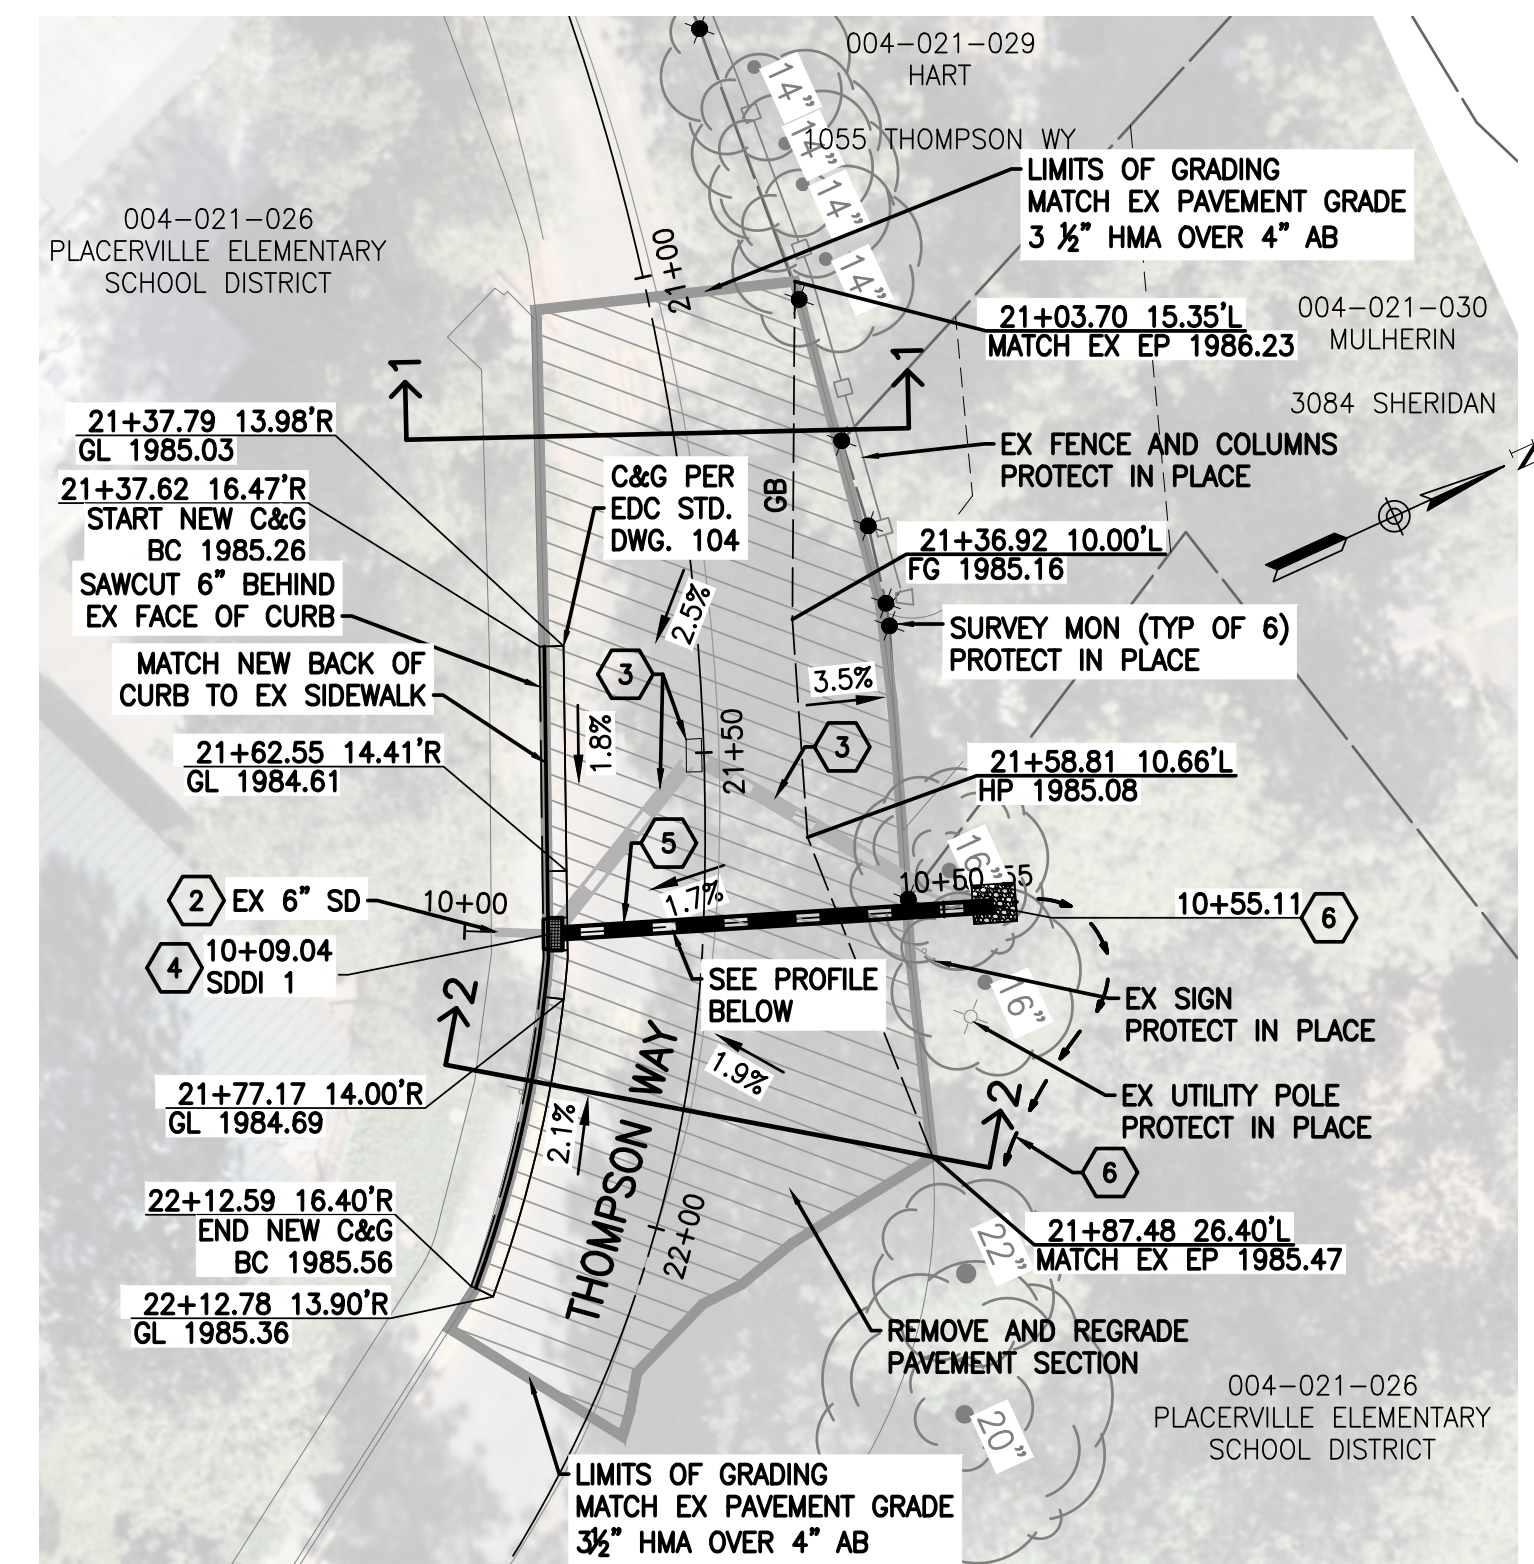 004-021-029
HART
1055 THOMPSON WY
14"
14"
14"
14"
LIMITS OF GRADING
MATCH EX PAVEMENT GRADE
3 ½" HMA OVER 4" AB
004-021-026
PLACERVILLE ELEMENTARY
SCHOOL DISTRICT
21+00
21+03.70 15.35'L
MATCH EX EP 1986.23
004-021-030
MULHERIN
3084 SHERIDAN
N
1
1
21+37.79 13.98'R
GL 1985.03
21+37.62 16.47'R
START NEW C&G
BC 1985.26
SAWCUT 6" BEHIND
EX FACE OF CURB
MATCH NEW BACK OF
CURB TO EX SIDEWALK
C&G PER
EDC STD.
DWG. 104
GB
EX FENCE AND COLUMNS
PROTECT IN PLACE
21+36.92 10.00'L
FG 1985.16
SURVEY MON (TYP OF 6)
PROTECT IN PLACE
2.5%
3
3.5%
1.8%
21+50
3
21+62.55 14.41'R
GL 1984.61
21+58.81 10.66'L
HP 1985.08
5
1.7%
16"
10+50
55
2
EX 6" SD
10+00
10+55.11
6
4
10+09.04
SDDI 1
2
SEE PROFILE
BELOW
16"
EX SIGN
PROTECT IN PLACE
1.9%
EX UTILITY POLE
PROTECT IN PLACE
21+77.17 14.00'R
GL 1984.69
2.1%
THOMPSON WAY
2
6
22+12.59 16.40'R
END NEW C&G
BC 1985.56
22+00
22"
21+87.48 26.40'L
MATCH EX EP 1985.47
22+12.78 13.90'R
GL 1985.36
REMOVE AND REGRADE
PAVEMENT SECTION
20"
004-021-026
PLACERVILLE ELEMENTARY
SCHOOL DISTRICT
LIMITS OF GRADING
MATCH EX PAVEMENT GRADE
3½" HMA OVER 4" AB